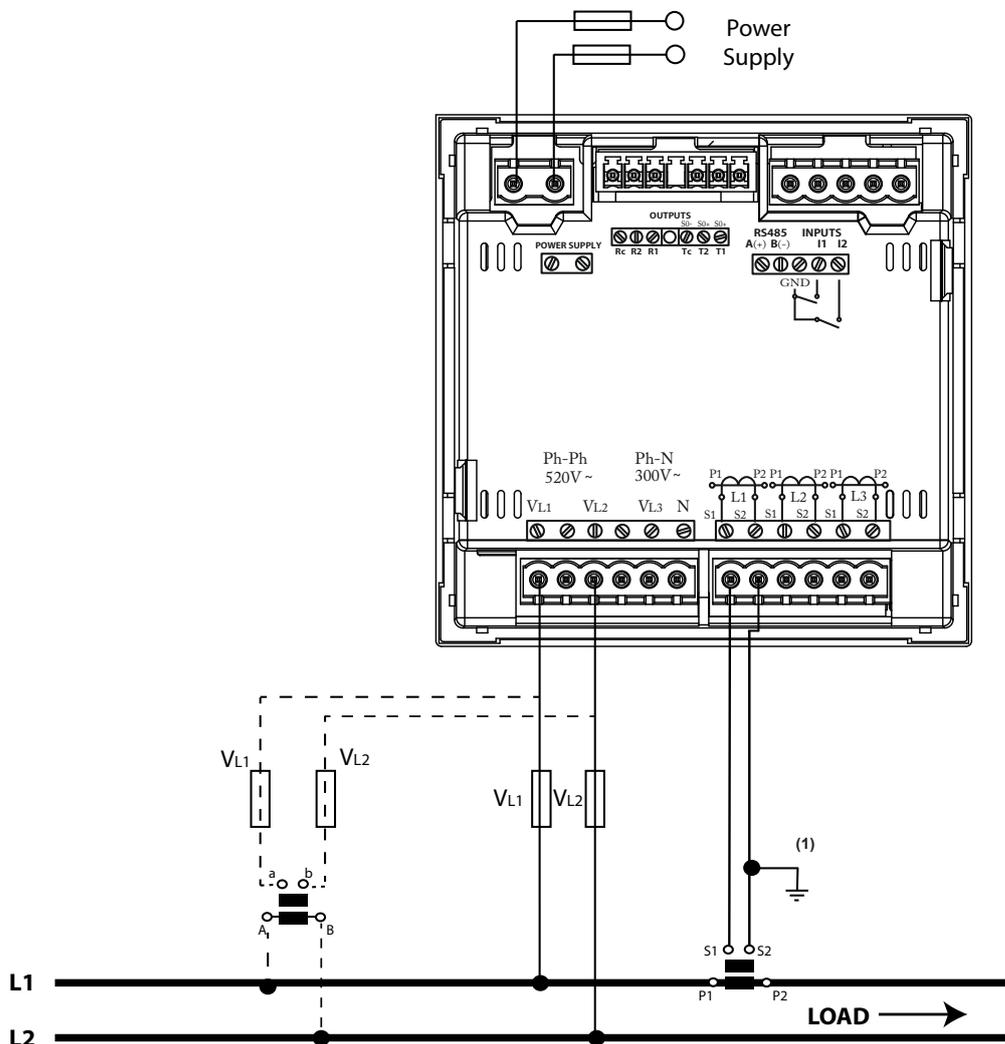 Power
Supply
OUTPUTS
S0- S0+ S0+
POWER SUPPLY
Rc R2 R1 Tc T2 T1
RS485 INPUTS
A(+) B(-) I1 I2
GND
Ph-Ph Ph-N
520V~ 300V~
P1 P2 P1 P2 P1 P2
L1 L2 L3
VL1 VL2 VL3 N
S1 S2 S1 S2 S1 S2
VL1 VL2
VL1 VL2
(1)
a b
A B
S1 S2
L1
P1 P2
LOAD
L2